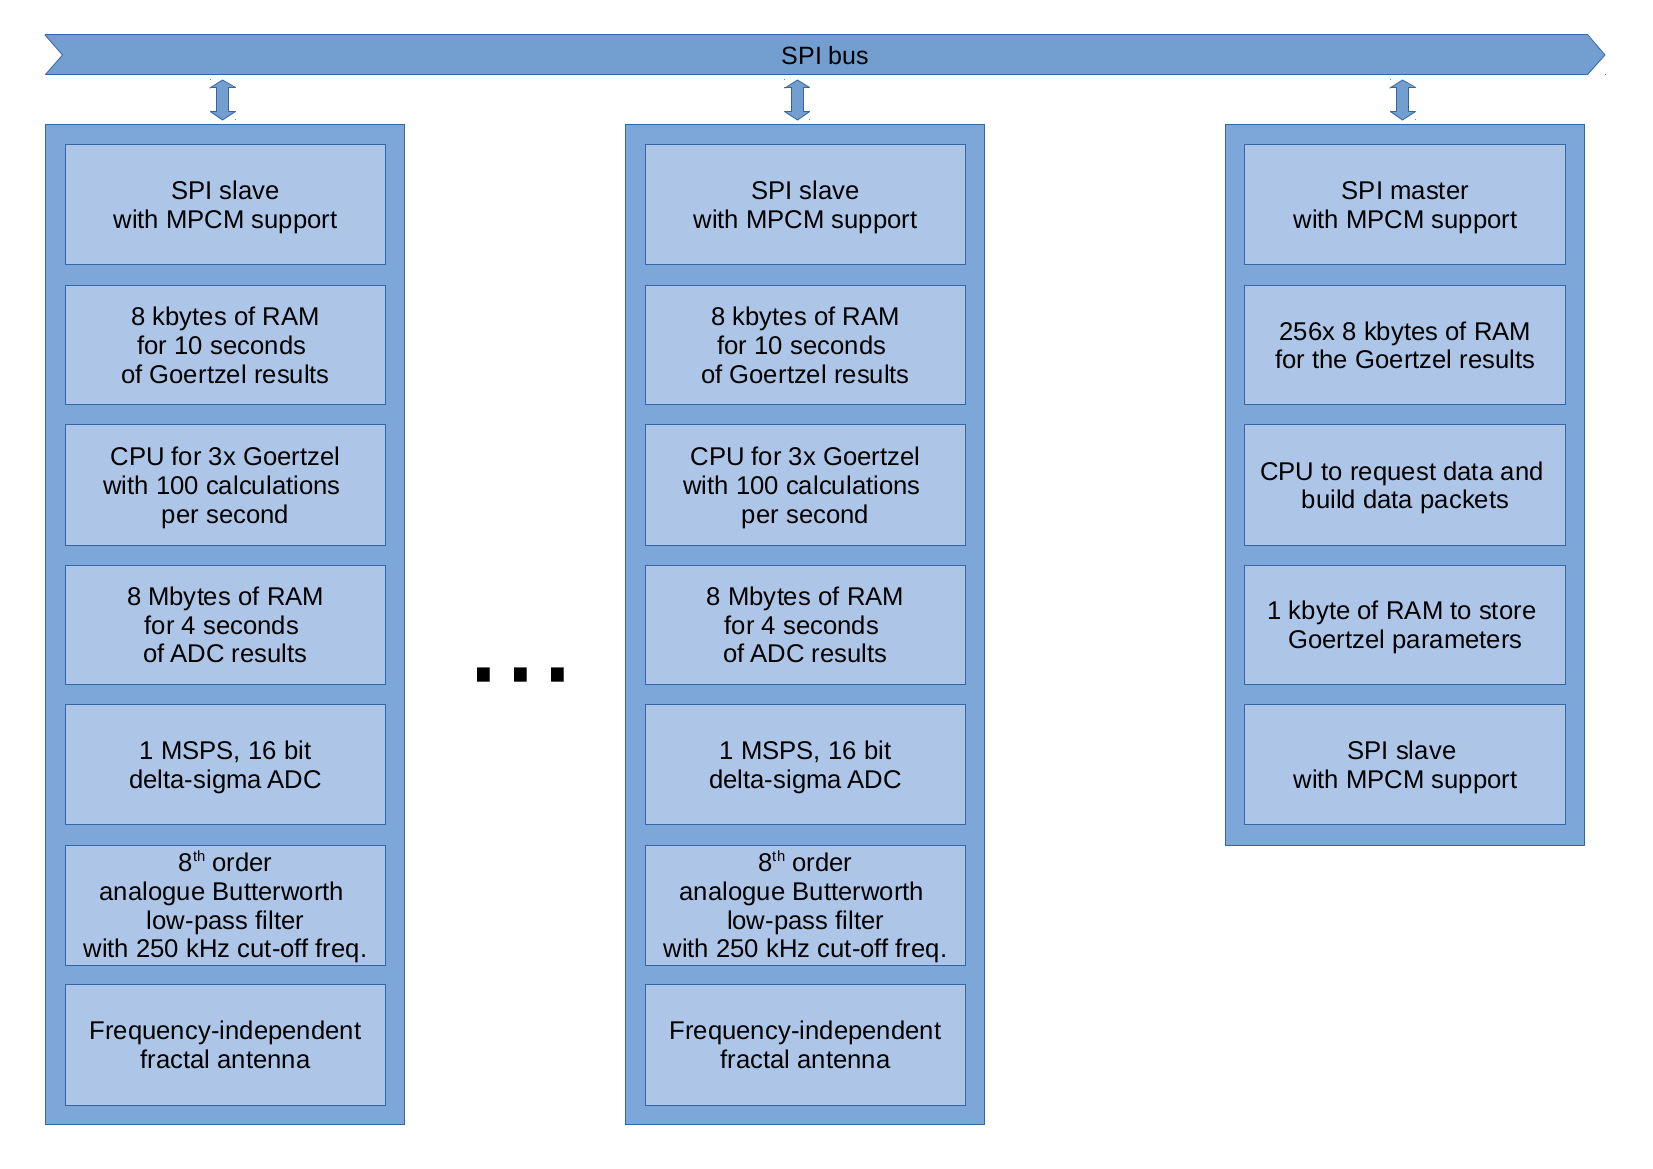 SPI bus
SPI slave
with MPCM support
8 kbytes of RAM
for 10 seconds
of Goertzel results
CPU for 3x Goertzel
with 100 calculations
per second
8 Mbytes of RAM
for 4 seconds
of ADC results
1 MSPS, 16 bit
delta-sigma ADC
8th order
analogue Butterworth
low-pass filter
with 250 kHz cut-off freq.
Frequency-independent
fractal antenna
...
SPI slave
with MPCM support
8 kbytes of RAM
for 10 seconds
of Goertzel results
CPU for 3x Goertzel
with 100 calculations
per second
8 Mbytes of RAM
for 4 seconds
of ADC results
1 MSPS, 16 bit
delta-sigma ADC
8th order
analogue Butterworth
low-pass filter
with 250 kHz cut-off freq.
Frequency-independent
fractal antenna
SPI master
with MPCM support
256x 8 kbytes of RAM
for the Goertzel results
CPU to request data and
build data packets
1 kbyte of RAM to store
Goertzel parameters
SPI slave
with MPCM support